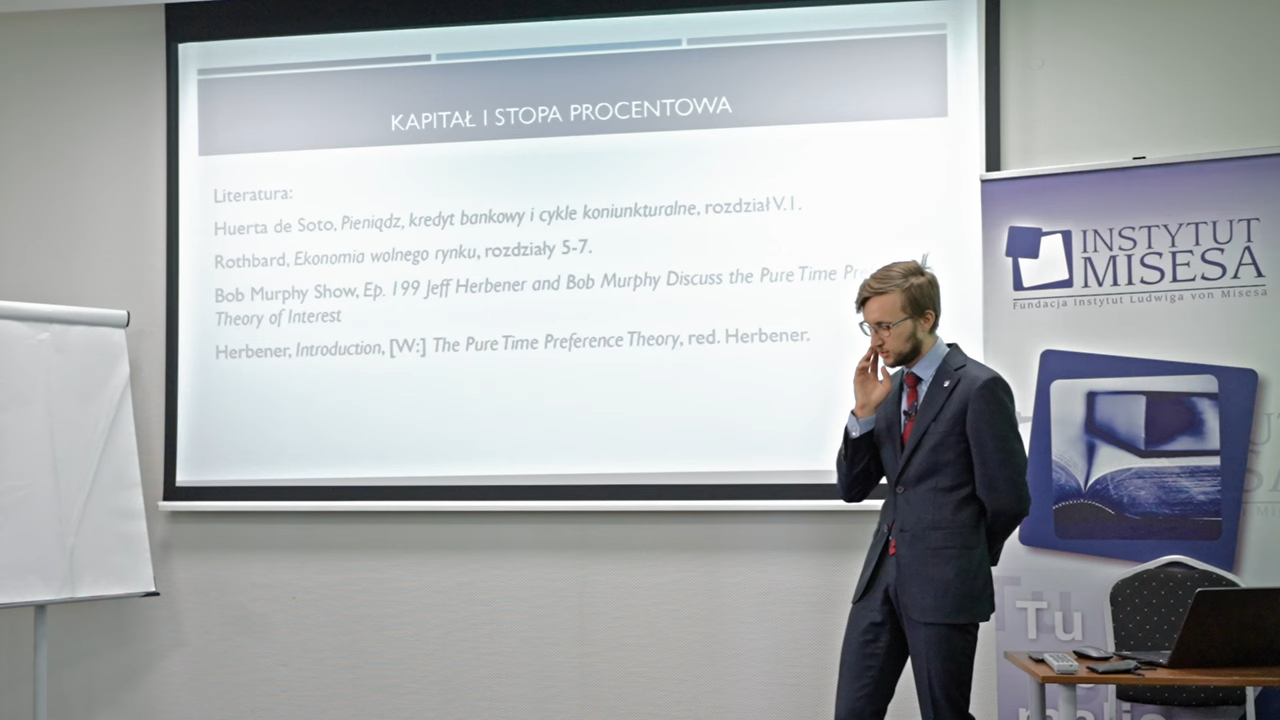 KAPITAŁ I STOPA PROCENTOWA
Literatura:
Huerta de Soto, Pieniądz, kredyt bankowy i cykle koniunkturalne, rozdział V.1.
Rothbard, Ekonomia wolnego rynku, rozdziały 5-7.
Bob Murphy Show, Ep. 199 Jeff Herbener and Bob Murphy Discuss the Pure Time
Theory of Interest
Herbener, Introduction, [W:] The Pure Time Preference Theory, red. Herbener.
INSTYTUT
MISESA
Fundacja Instytut Ludwiga von Misesa
Tu